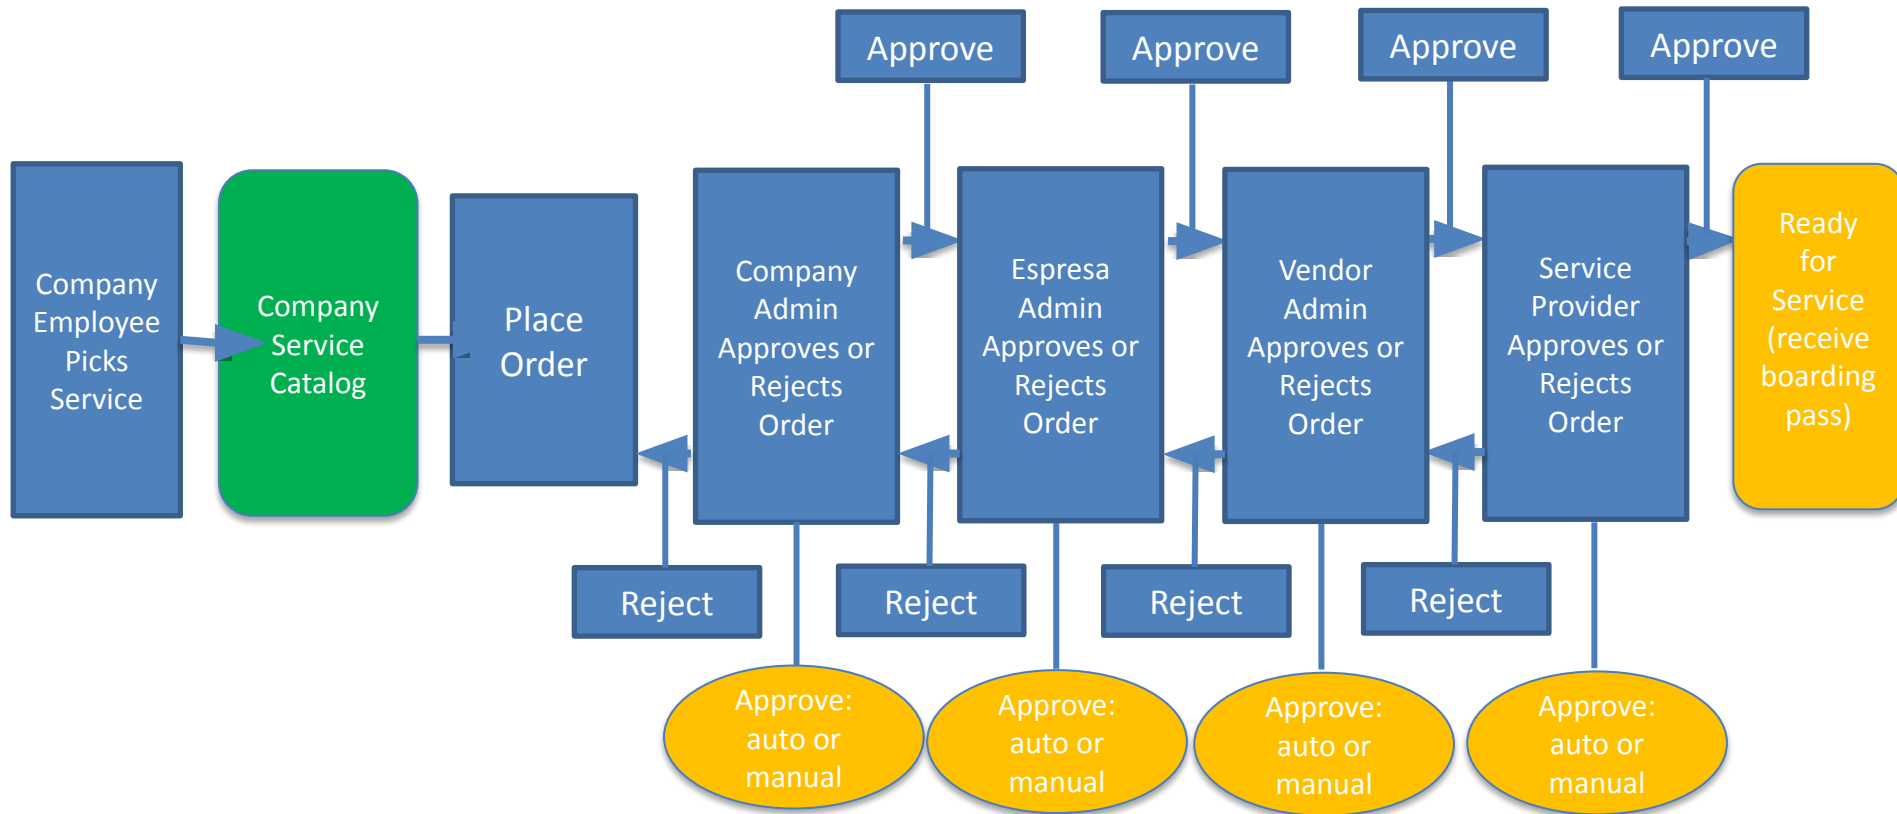 Approve
Approve
Approve
Approve
Company
Employee
Picks
Service
Company
Service
Catalog
Place
Order
Company
Admin
Approves or
Rejects
Order
Espresa
Admin
Approves or
Rejects
Order
Vendor
Admin
Approves or
Rejects
Order
Service
Provider
Approves or
Rejects
Order
Ready
for
Service
(receive
boarding
pass)
Reject
Reject
Reject
Reject
Approve:
auto or
manual
Approve:
auto or
manual
Approve:
auto or
manual
Approve:
auto or
manual